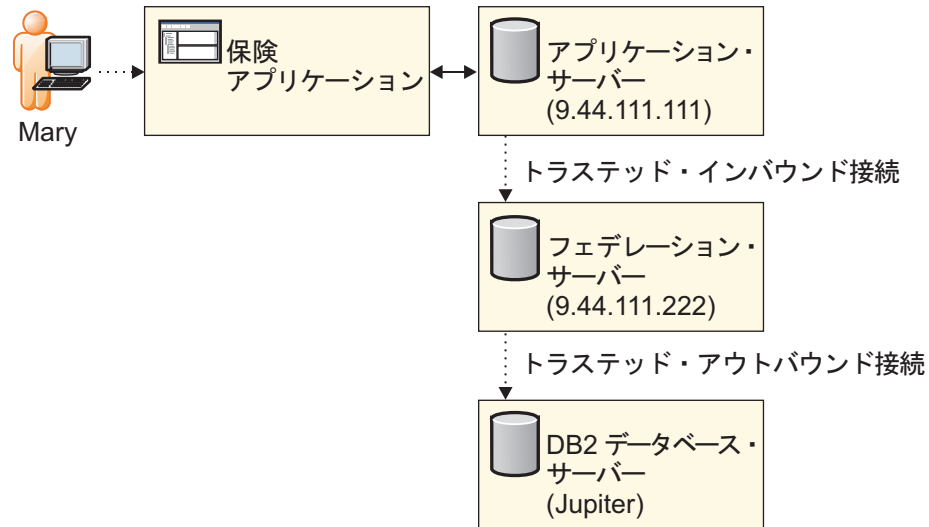 Mary
保険
アプリケーション
アプリケーション・
サーバー
(9.44.111.111)
トラステッド・インバウンド接続
フェデレーション・
サーバー
(9.44.111.222)
トラステッド・アウトバウンド接続
DB2 データベース・
サーバー
(Jupiter)